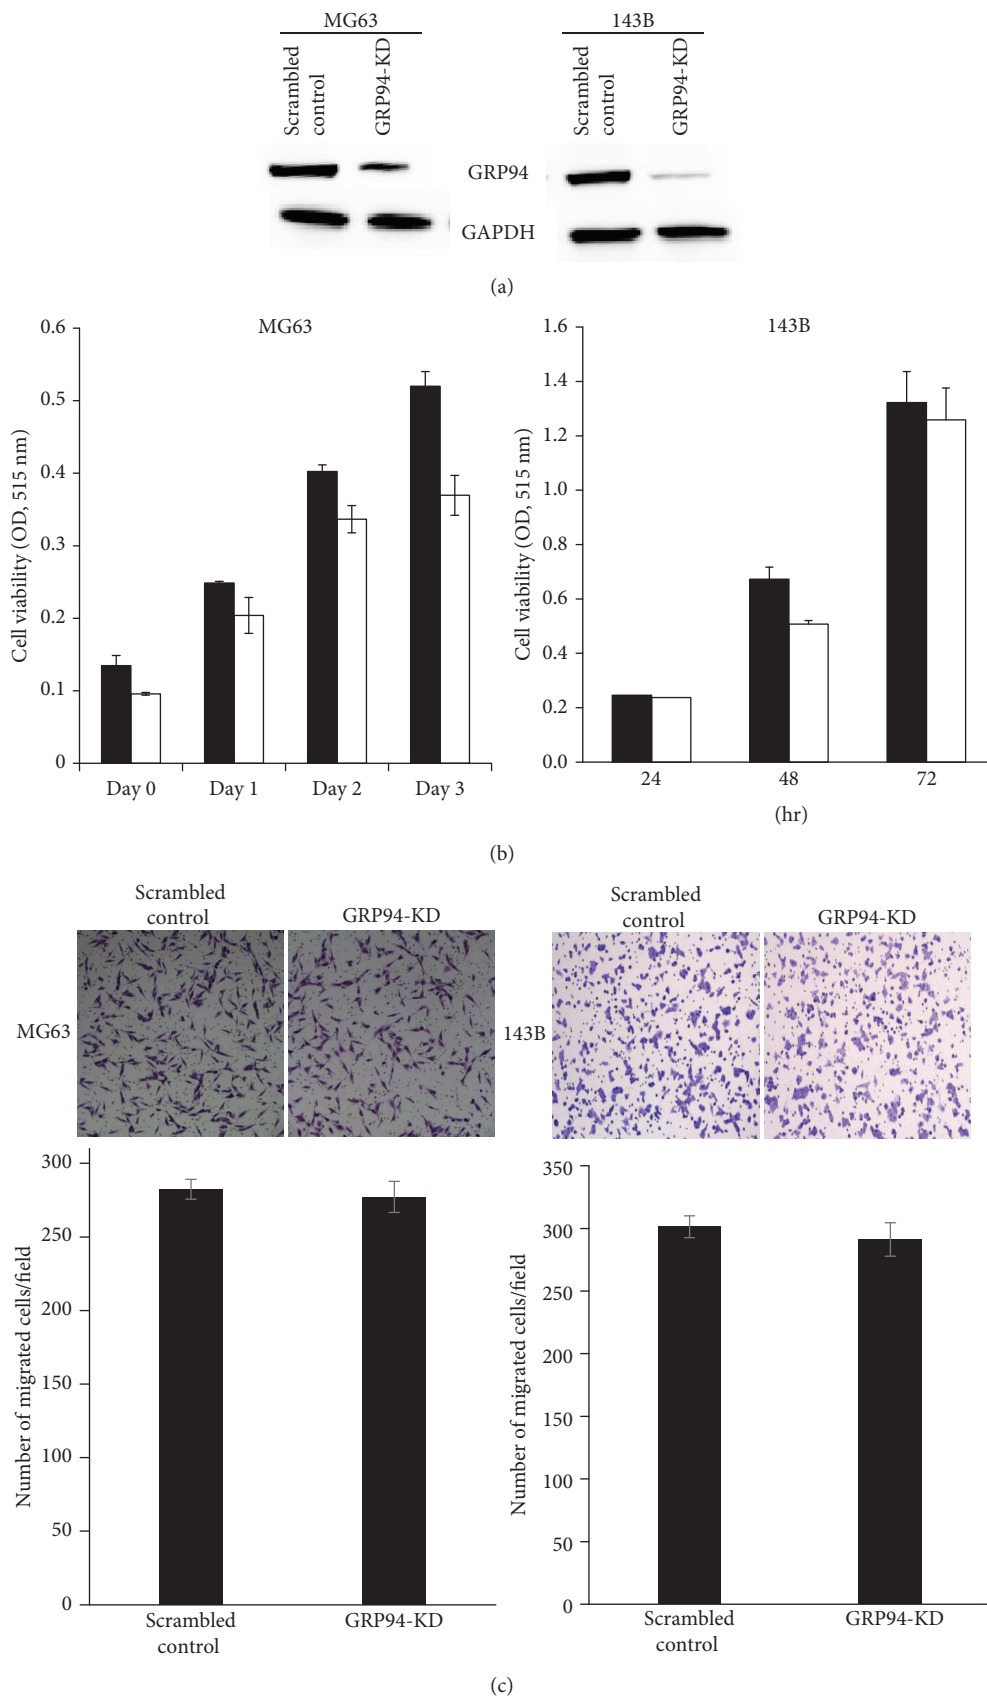 MG63
143B
Scrambled
control
GRP94-KD
Scrambled
control
GRP94-KD
GRP94
GAPDH
(a)
MG63
Cell viability (OD, 515 nm)
0.6
0.5
0.4
0.3
0.2
0.1
0
Day 0
Day 1
Day 2
Day 3
143B
Cell viability (OD, 515 nm)
1.6
1.4
1.2
1.0
0.8
0.6
0.4
0.2
0.0
24
48
72
(hr)
(b)
Scrambled
control
GRP94-KD
MG63
Scrambled
control
GRP94-KD
143B
Number of migrated cells/field
300
250
200
150
100
50
0
Scrambled
control
GRP94-KD
Number of migrated cells/field
350
300
250
200
150
100
50
0
Scrambled
control
GRP94-KD
(c)